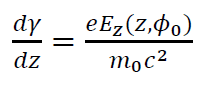 dγ/dz = eE_z(z,ϕ_0)/m_0c^2